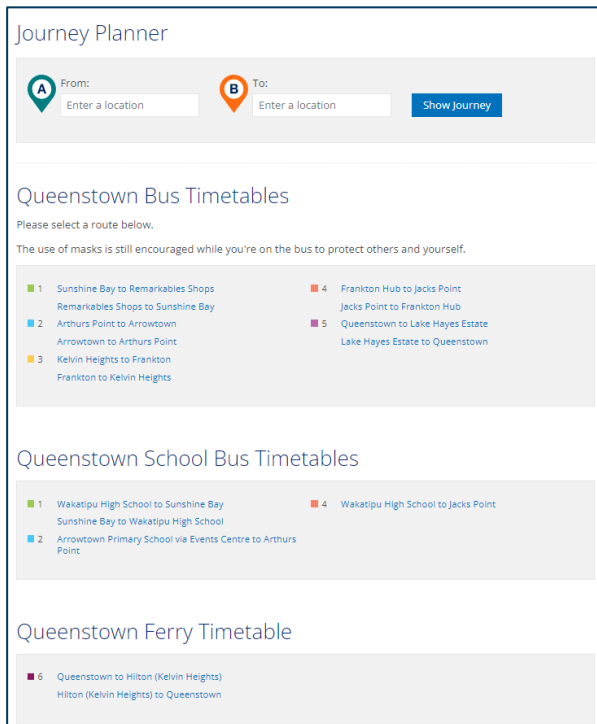 Journey Planner
A
From:
Enter a location
B
To:
Enter a location
Show Journey
Queenstown Bus Timetables
Please select a route below.
The use of masks is still encouraged while you're on the bus to protect others and yourself.
1 Sunshine Bay to Remarkables Shops
Remarkables Shops to Sunshine Bay
2 Arthurs Point to Arrowtown
Arrowtown to Arthurs Point
3 Kelvin Heights to Frankton
Frankton to Kelvin Heights
4 Frankton Hub to Jacks Point
Jacks Point to Frankton Hub
5 Queenstown to Lake Hayes Estate
Lake Hayes Estate to Queenstown
Queenstown School Bus Timetables
1 Wakatipu High School to Sunshine Bay
Sunshine Bay to Wakatipu High School
2 Arrowtown Primary School via Events Centre to Arthurs
Point
4 Wakatipu High School to Jacks Point
Queenstown Ferry Timetable
6 Queenstown to Hilton (Kelvin Heights)
Hilton (Kelvin Heights) to Queenstown